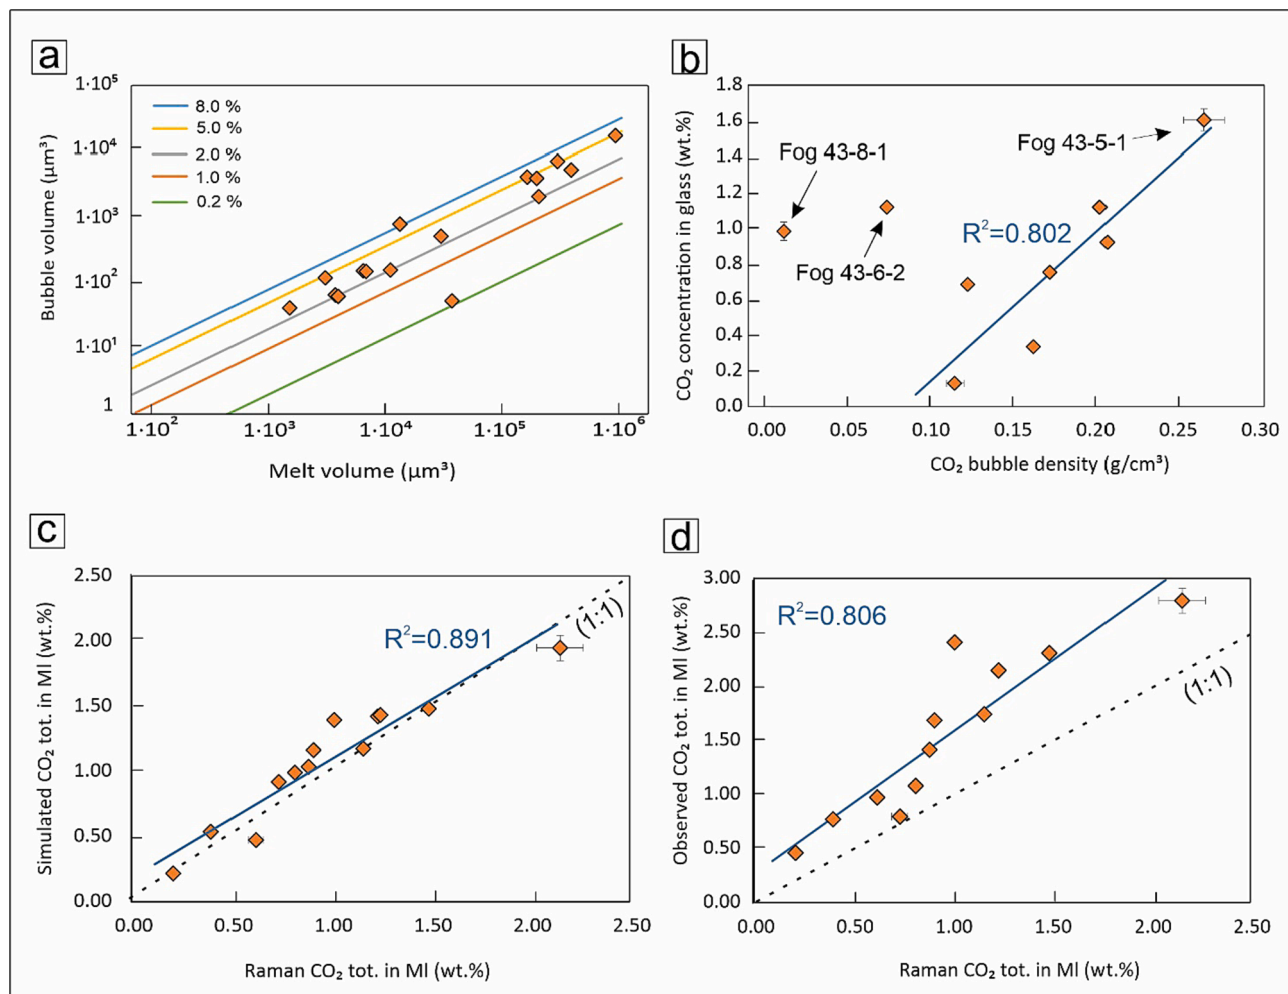 a
1·10⁵
1·10⁴
1·10³
1·10²
1·10¹
1
Bubble volume (µm³)
8.0 %
5.0 %
2.0 %
1.0 %
0.2 %
1·10² 1·10³ 1·10⁴ 1·10⁵ 1·10⁶
Melt volume (µm³)
b
1.8
1.6
1.4
1.2
1.0
0.8
0.6
0.4
0.2
0.0
CO₂ concentration in glass (wt.%)
Fog 43-8-1
Fog 43-5-1
Fog 43-6-2
R²=0.802
0.00 0.05 0.10 0.15 0.20 0.25 0.30
CO₂ bubble density (g/cm³)
c
2.50
2.00
1.50
1.00
0.50
0.00
Simulated CO₂ tot. in MI (wt.%)
R²=0.891
(1:1)
0.00 0.50 1.00 1.50 2.00 2.50
Raman CO₂ tot. in MI (wt.%)
d
3.00
2.50
2.00
1.50
1.00
0.50
0.00
Observed CO₂ tot. in MI (wt.%)
R²=0.806
(1:1)
0.00 0.50 1.00 1.50 2.00 2.50
Raman CO₂ tot. in MI (wt.%)